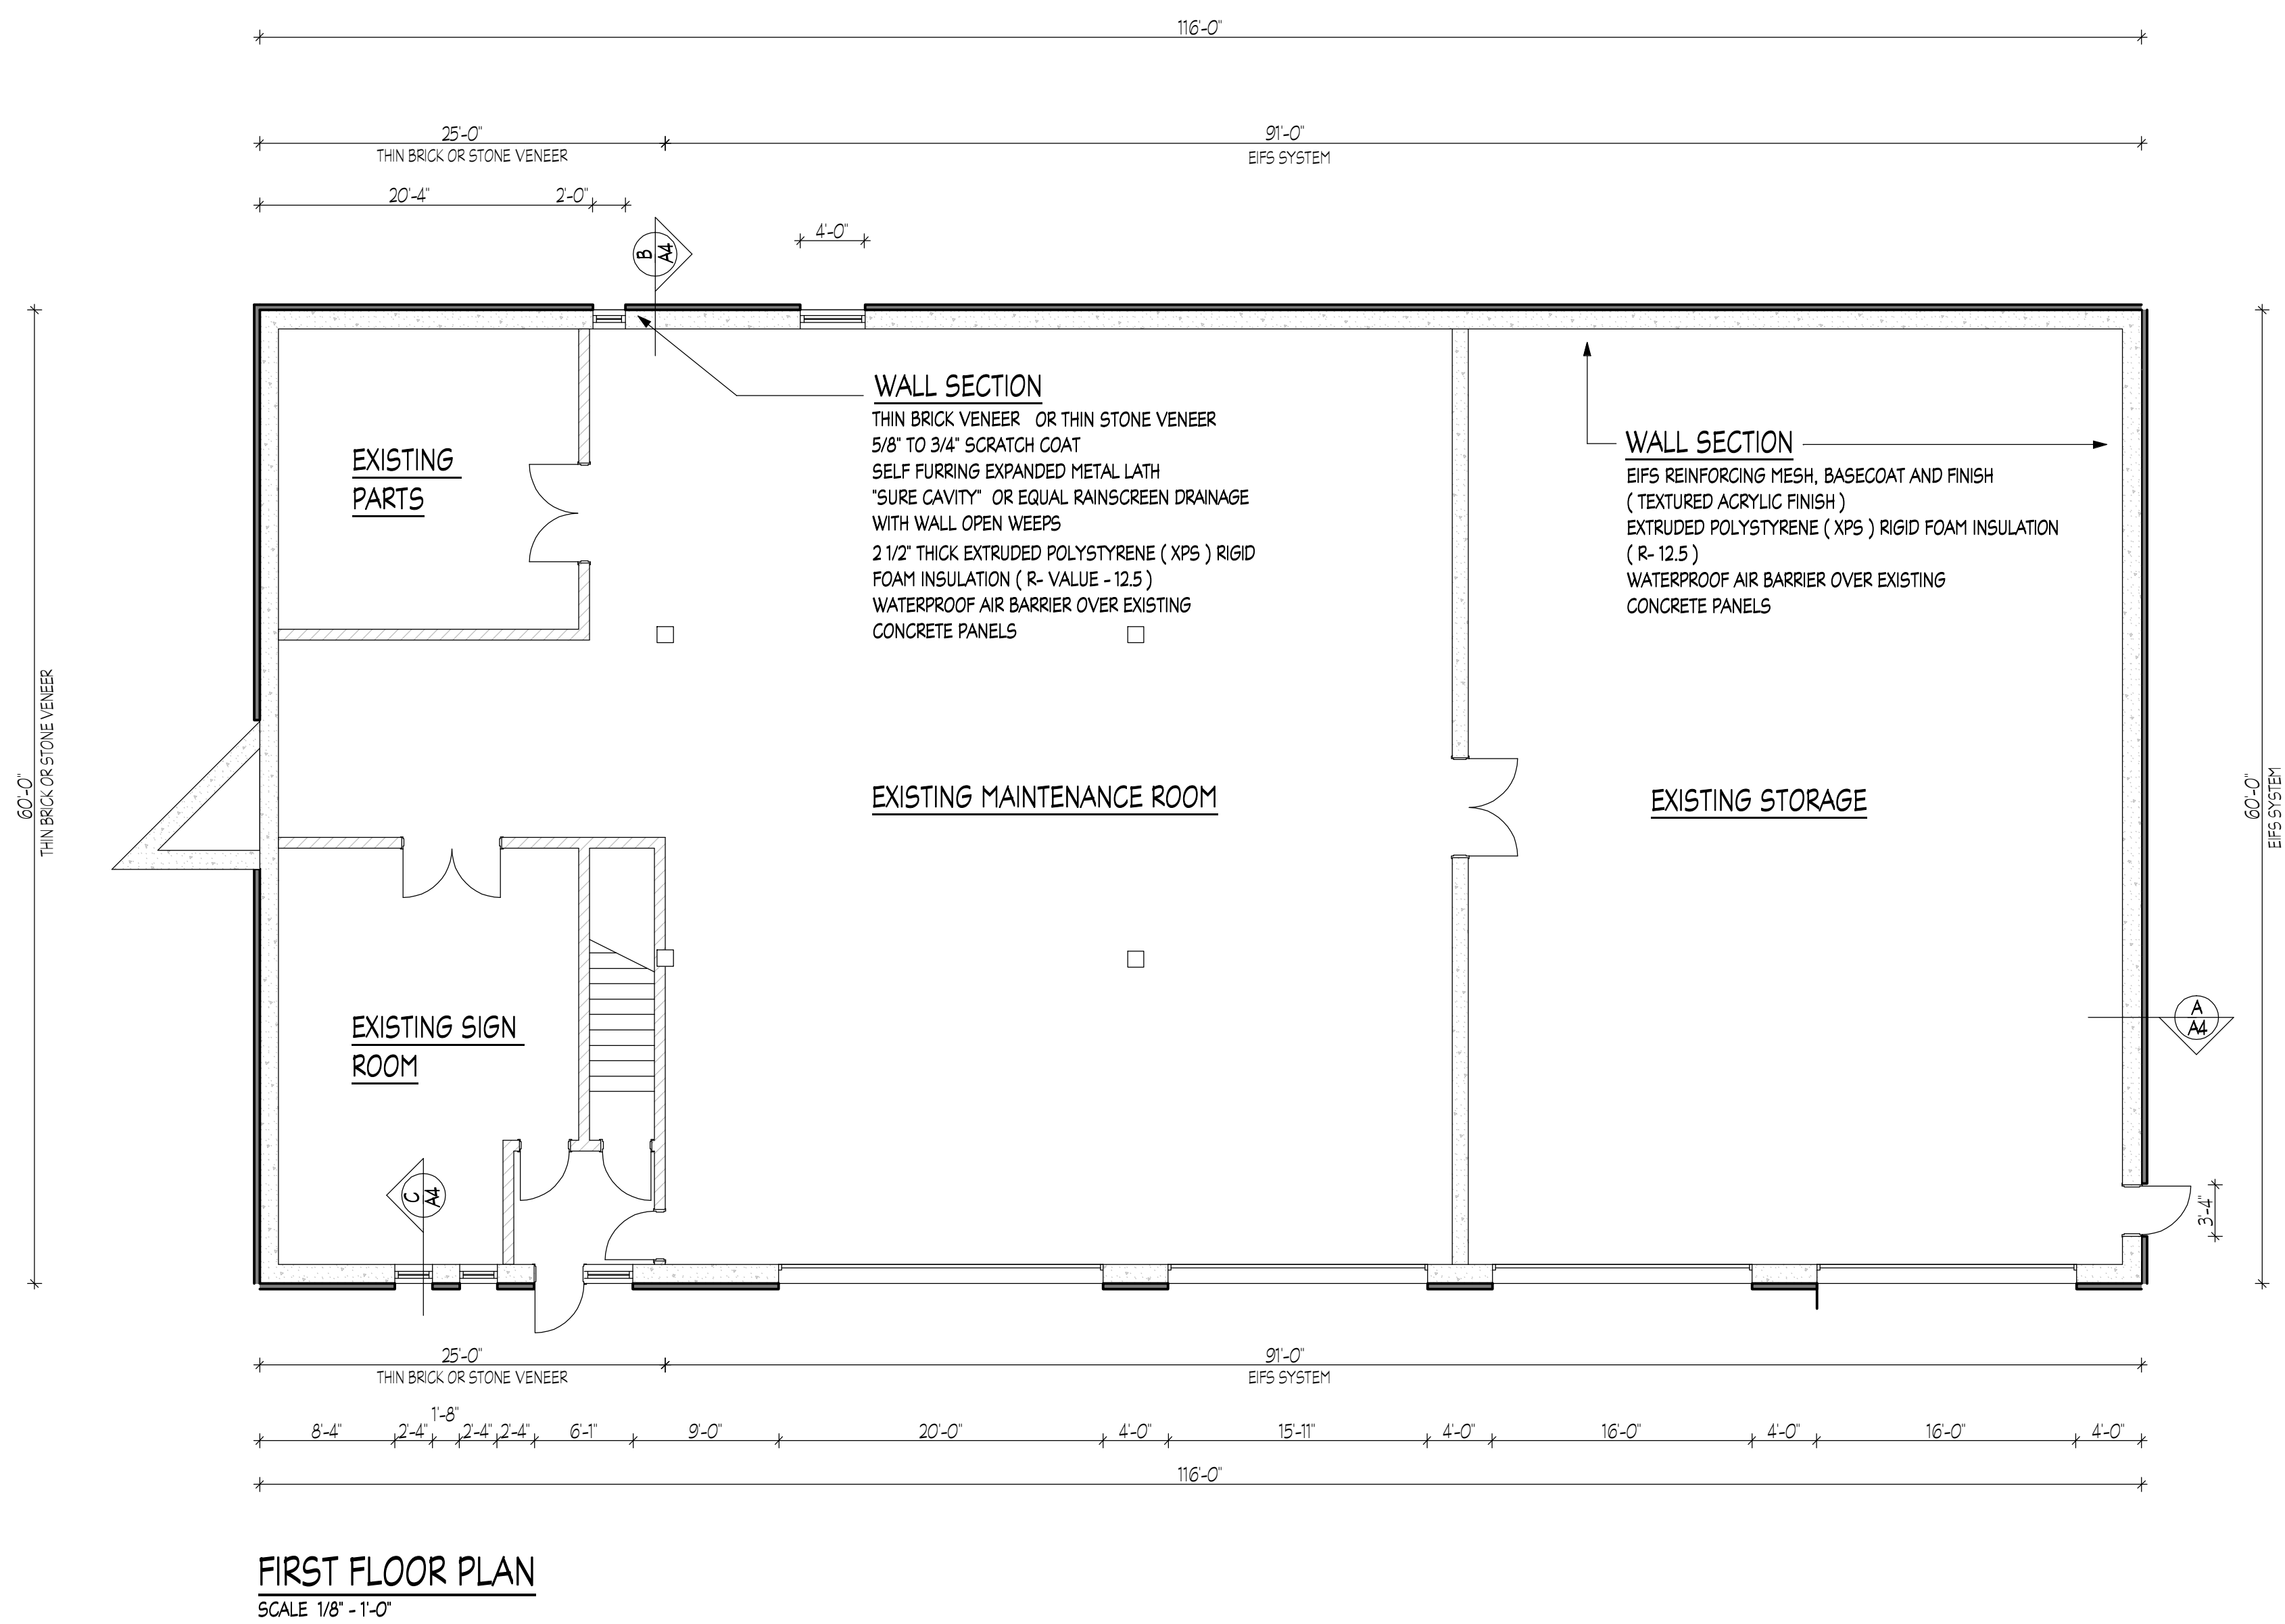 116'-0"
25'-0"
THIN BRICK OR STONE VENEER
91'-0"
EIFS SYSTEM
20'-4"
2'-0"
4'-0"
B
A4
WALL SECTION
THIN BRICK VENEER OR THIN STONE VENEER
5/8" TO 3/4" SCRATCH COAT
SELF FURRING EXPANDED METAL LATH
"SURE CAVITY" OR EQUAL RAINSCREEN DRAINAGE
WITH WALL OPEN WEEPS
2 1/2" THICK EXTRUDED POLYSTYRENE ( XPS ) RIGID
FOAM INSULATION ( R- VALUE - 12.5 )
WATERPROOF AIR BARRIER OVER EXISTING
CONCRETE PANELS
WALL SECTION
EIFS REINFORCING MESH, BASECOAT AND FINISH
( TEXTURED ACRYLIC FINISH )
EXTRUDED POLYSTYRENE ( XPS ) RIGID FOAM INSULATION
( R- 12.5 )
WATERPROOF AIR BARRIER OVER EXISTING
CONCRETE PANELS
EXISTING
PARTS
60'-0"
THIN BRICK OR STONE VENEER
EXISTING MAINTENANCE ROOM
EXISTING STORAGE
60'-0"
EIFS SYSTEM
EXISTING SIGN
ROOM
A
A4
C
A4
3'-4"
25'-0"
THIN BRICK OR STONE VENEER
91'-0"
EIFS SYSTEM
8'-4"
2'-4"
1'-8"
2'-4"
2'-4"
6'-1"
9'-0"
20'-0"
4'-0"
15'-11"
4'-0"
16'-0"
4'-0"
16'-0"
4'-0"
116'-0"
FIRST FLOOR PLAN
SCALE 1/8" - 1'-0"